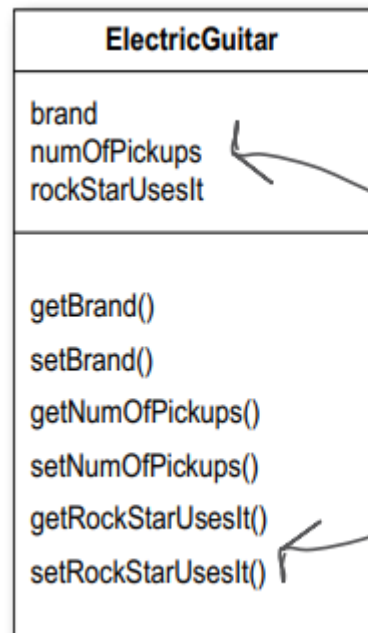 ElectricGuitar
brand
numOfPickups
rockStarUsesIt
getBrand()
setBrand()
getNumOfPickups()
setNumOfPickups()
getRockStarUsesIt()
setRockStarUsesIt()